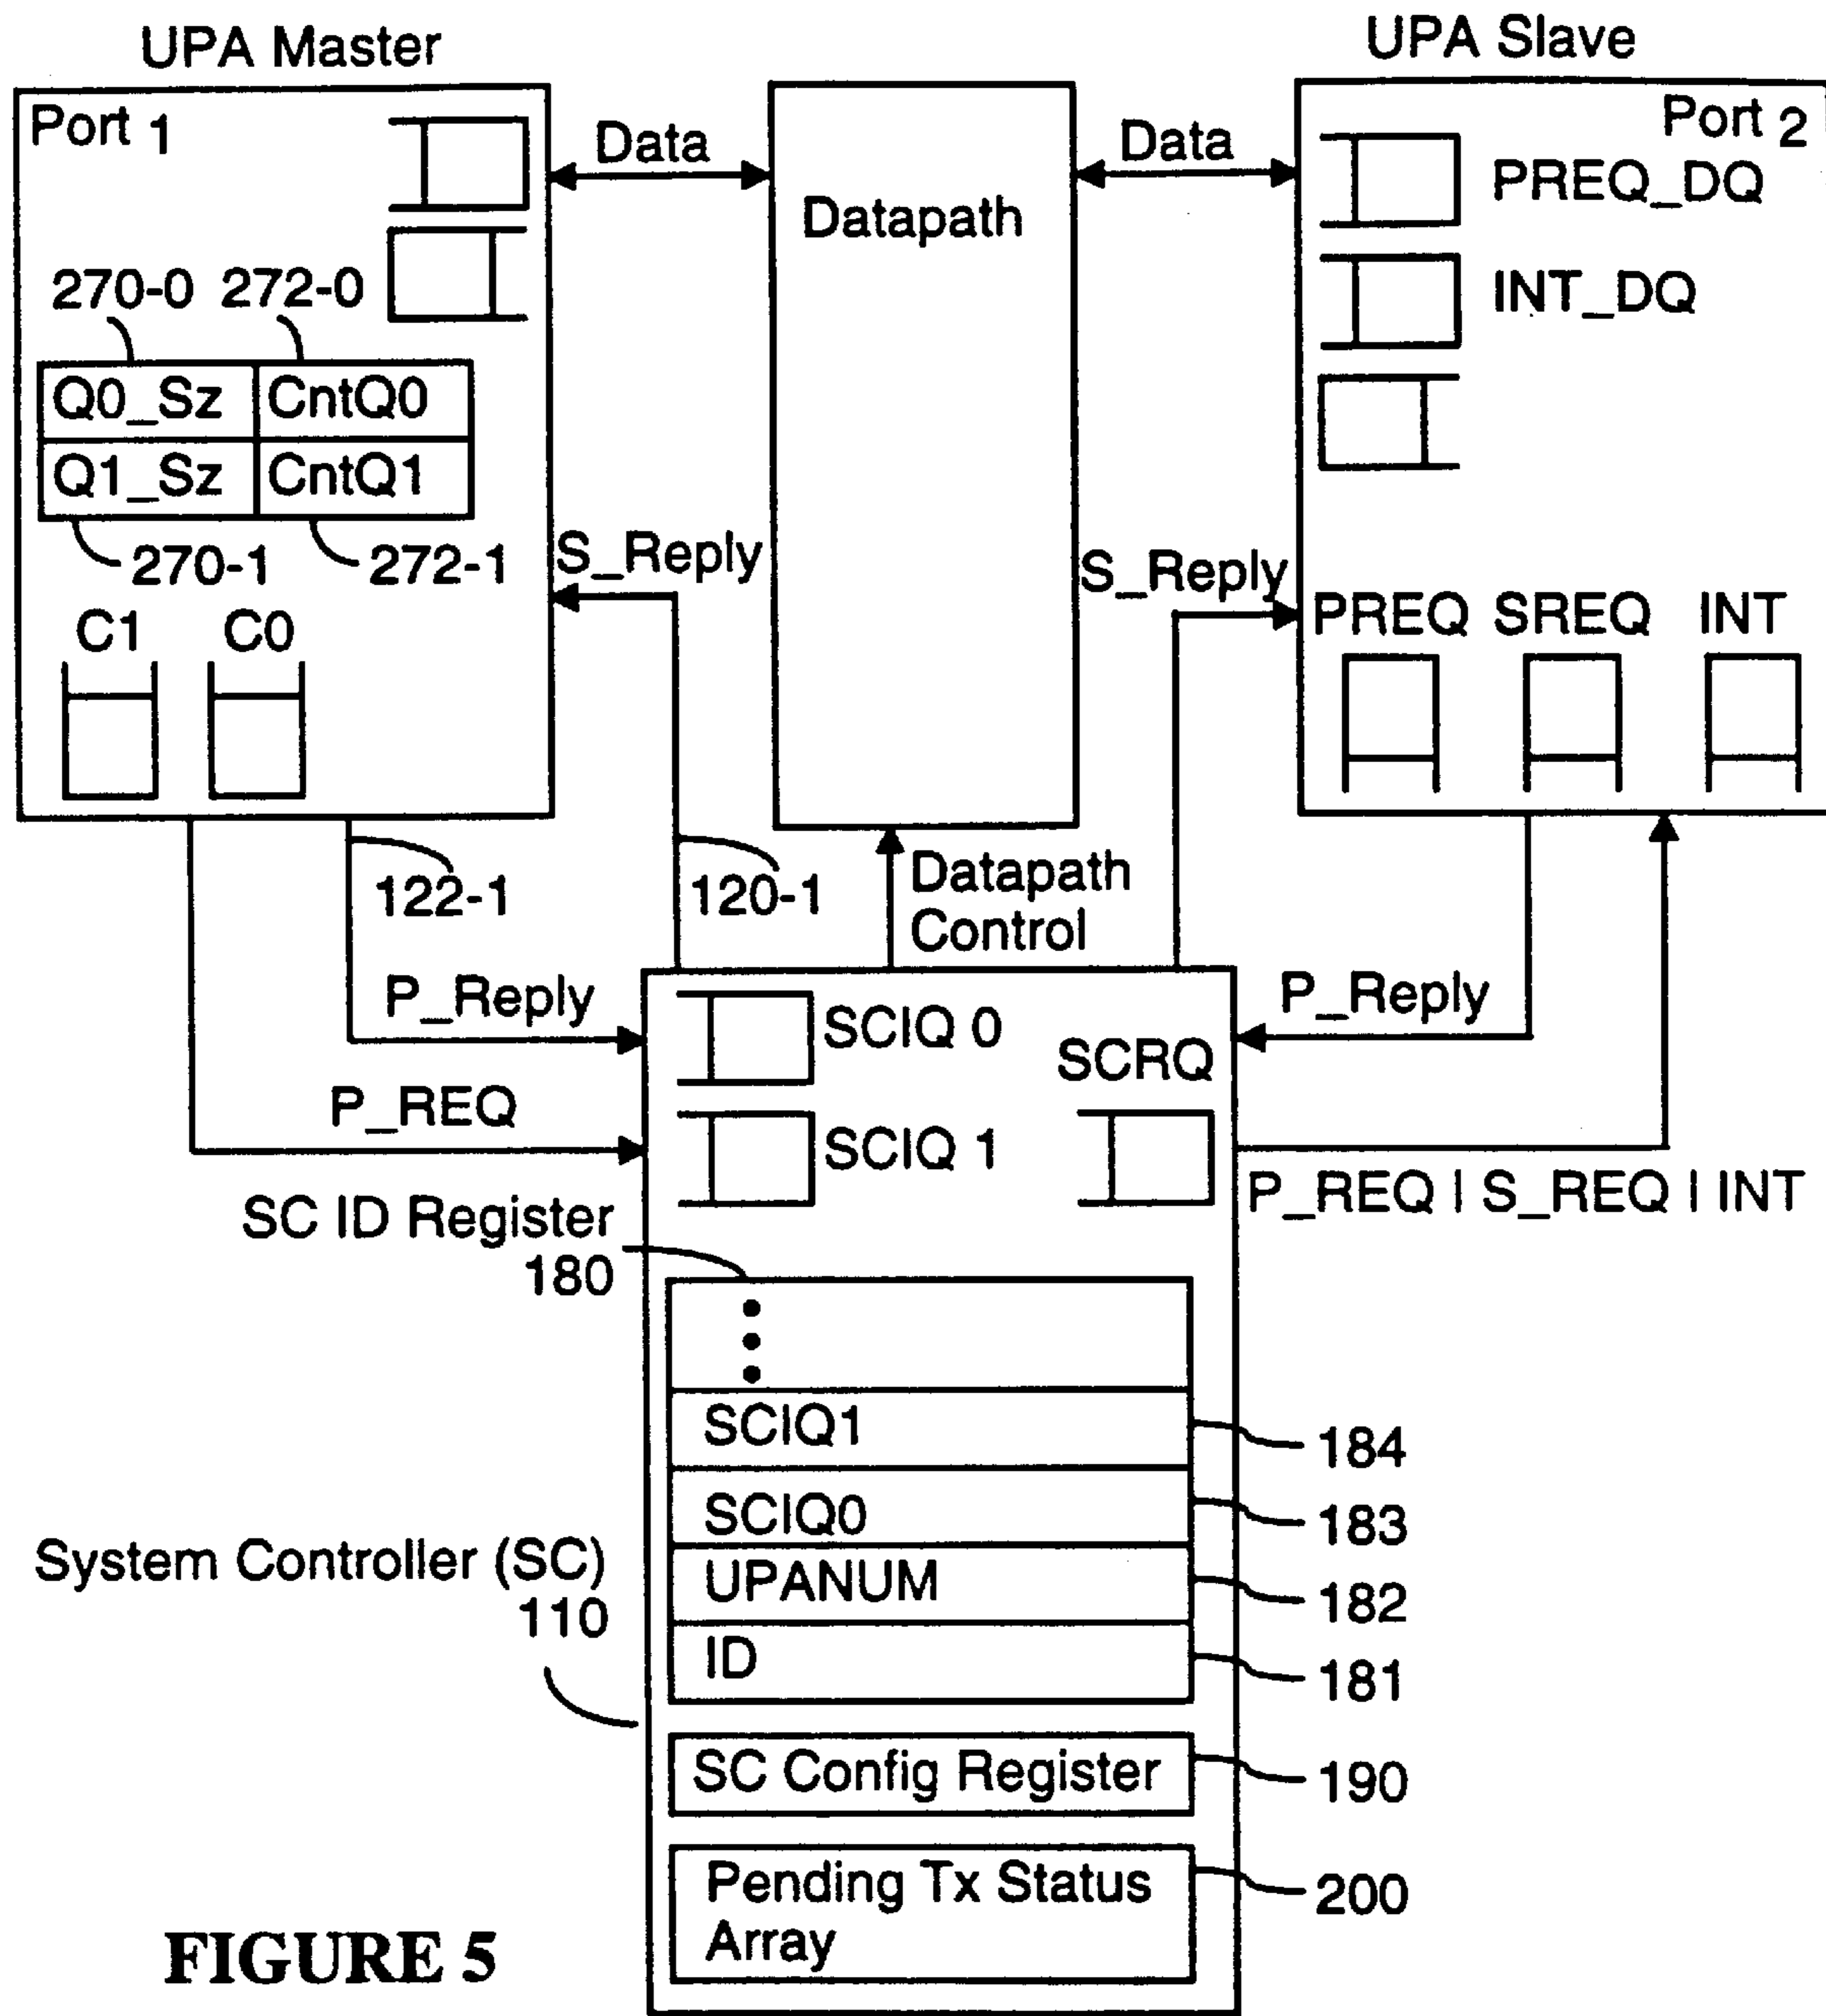 UPA Master
UPA Slave
Port 1
Port 2
Data
Data
Datapath
PREQ_DQ
INT_DQ
270-0
272-0
Q0_Sz
CntQ0
Q1_Sz
CntQ1
270-1
272-1
S_Reply
S_Reply
C1
C0
PREQ
SREQ
INT
122-1
120-1
Datapath
Control
P_Reply
P_Reply
SCIQ 0
SCRQ
P_REQ
SCIQ 1
P_REQ | S_REQ | INT
SC ID Register
180
SCIQ1
184
SCIQ0
183
System Controller (SC)
110
UPANUM
182
ID
181
SC Config Register
190
Pending Tx Status
Array
200
FIGURE 5